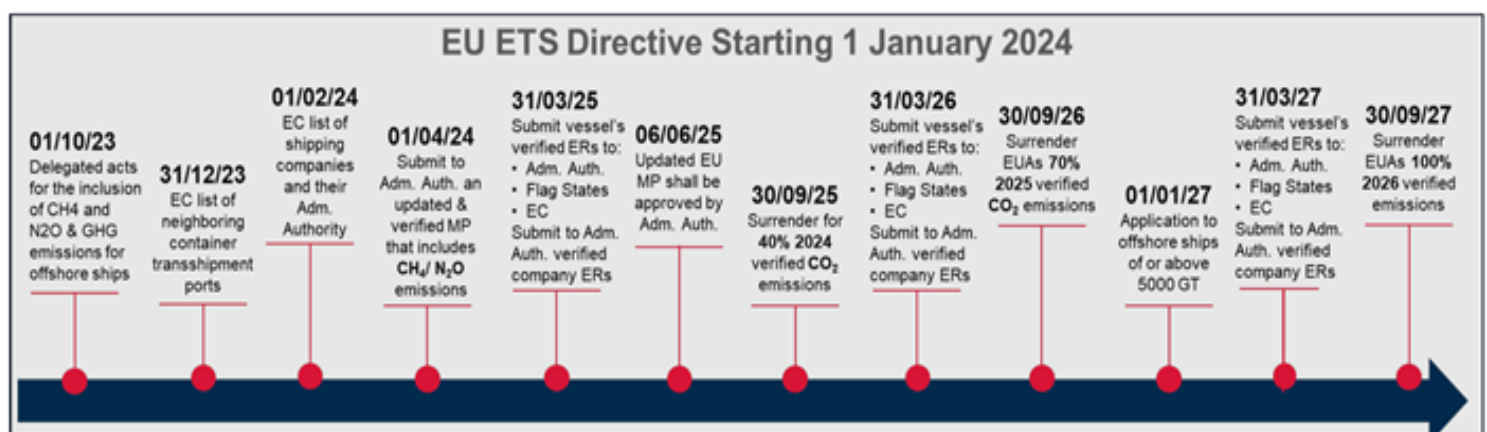 EU ETS Directive Starting 1 January 2024
01/10/23
Delegated acts
for the inclusion
of CH4 and
N2O & GHG
emissions for
offshore ships
31/12/23
EC list of
neighboring
container
transshipment
ports
01/02/24
EC list of
shipping
companies
and their
Adm.
Authority
01/04/24
Submit to
Adm. Auth. an
updated &
verified MP
that includes
CH₄/ N₂O
emissions
31/03/25
Submit vessel's
verified ERs to:
• Adm. Auth.
• Flag States
• EC
Submit to Adm.
Auth. verified
company ERs
06/06/25
Updated EU
MP shall be
approved by
Adm. Auth.
30/09/25
Surrender for
40% 2024
verified CO₂
emissions
31/03/26
Submit vessel's
verified ERs to:
• Adm. Auth.
• Flag States
• EC
Submit to Adm.
Auth. verified
company ERs
30/09/26
Surrender
EUAs 70%
2025 verified
CO₂ emissions
01/01/27
Application to
offshore ships
of or above
5000 GT
31/03/27
Submit vessel's
verified ERs to:
• Adm. Auth.
• Flag States
• EC
Submit to Adm.
Auth. verified
company ERs
30/09/27
Surrender
EUAs 100%
2026 verified
emissions